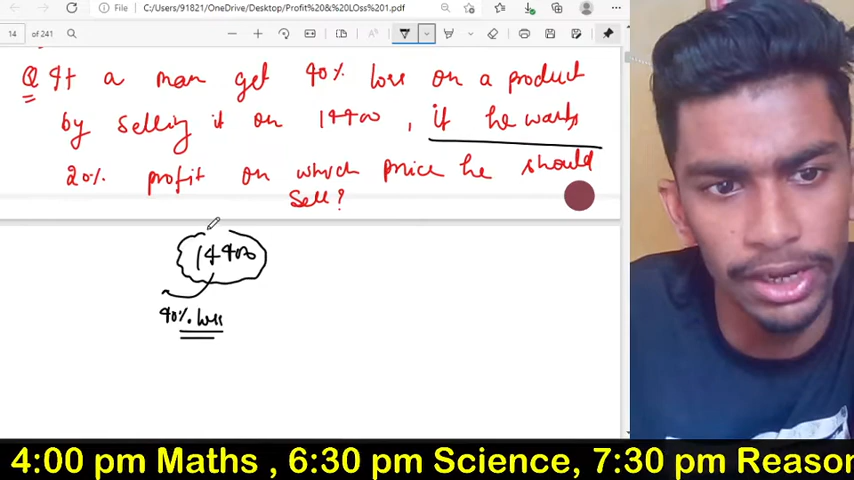 C:/Users/91821/OneDrive/Desktop/Profit%20&%20Loss%201.pdf
14 of 241
Q If a man get 40% loss on a product
by selling it on 14400, if he wants
20% profit on which price he should
sell?
14400
40% loss
4:00 pm Maths , 6:30 pm Science, 7:30 pm Reason